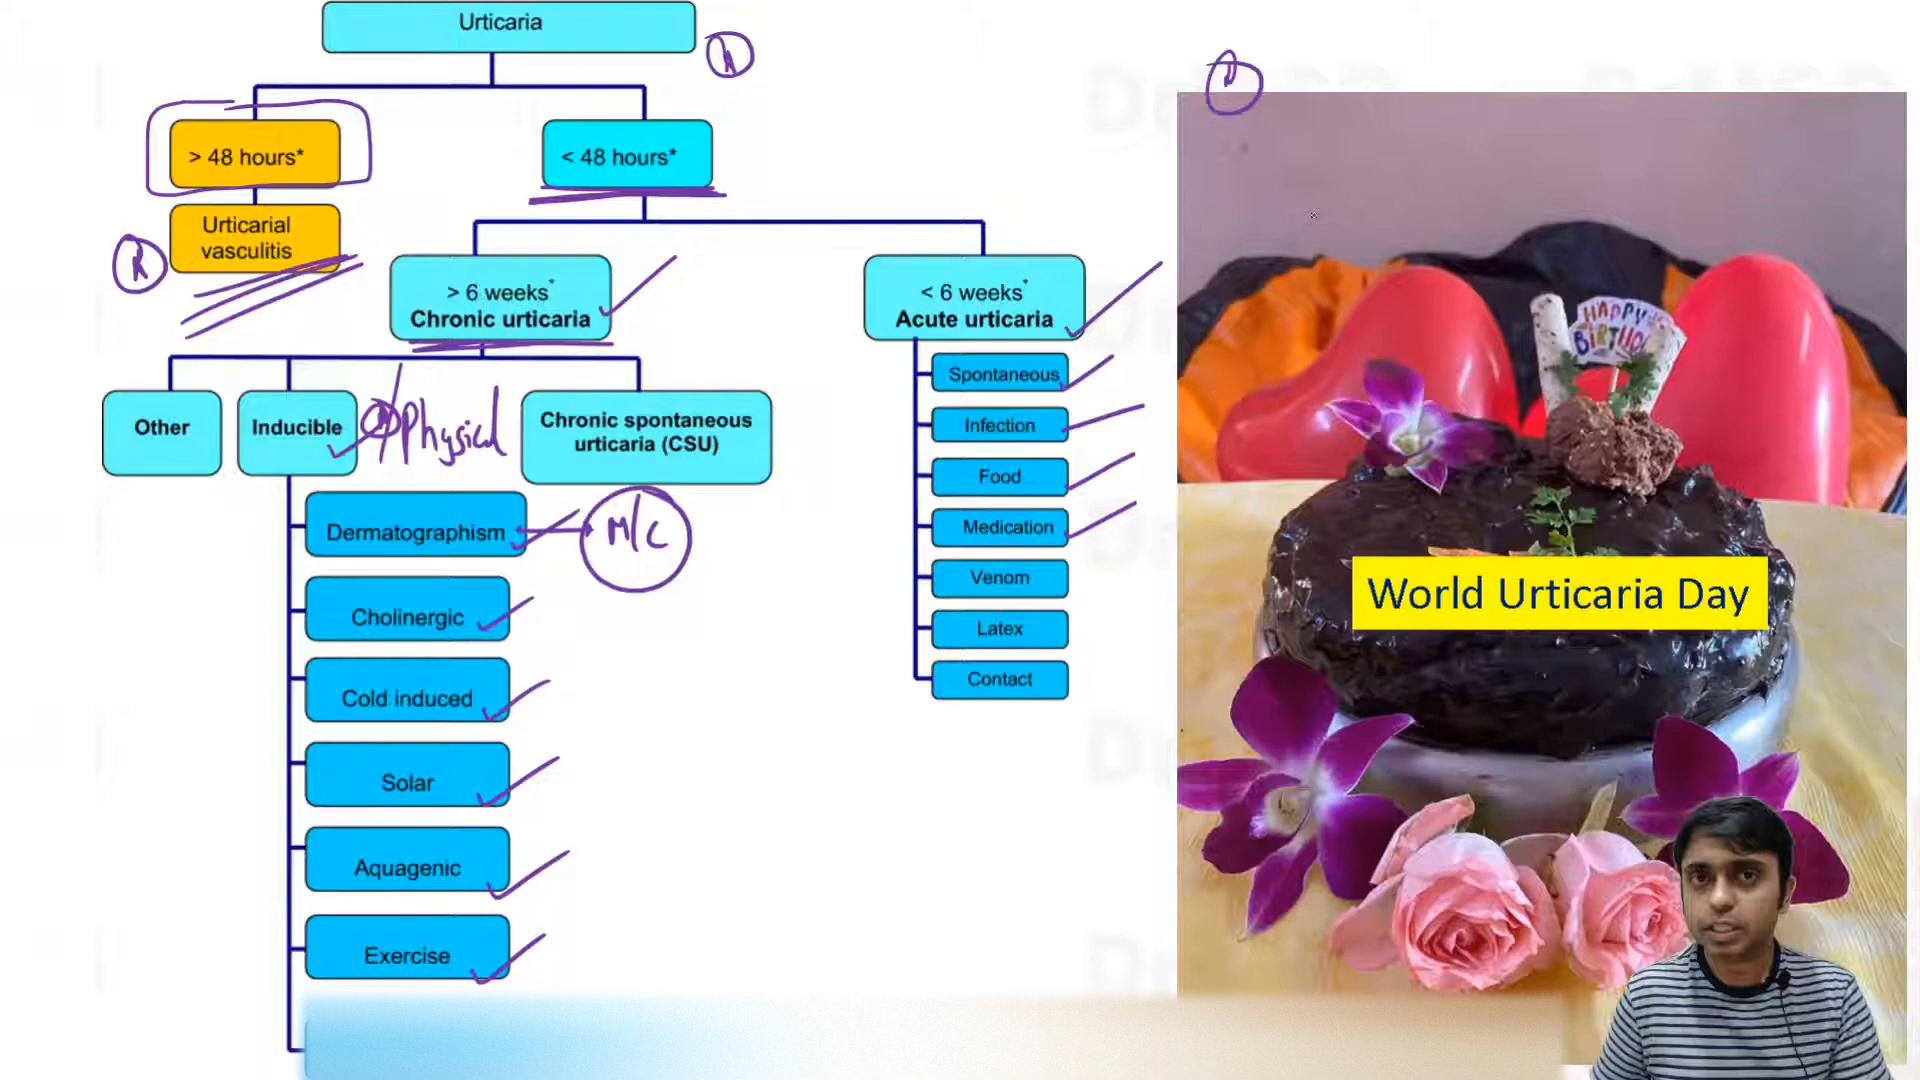 Urticaria
> 48 hours*
< 48 hours*
Urticarial
vasculitis
R
> 6 weeks*
Chronic urticaria
< 6 weeks*
Acute urticaria
Other
Inducible
Physical
Chronic spontaneous
urticaria (CSU)
Dermatographism
M/C
Cholinergic
Cold induced
Solar
Aquagenic
Exercise
Spontaneous
Infection
Food
Medication
Venom
Latex
Contact
HAPPY
World Urticaria Day